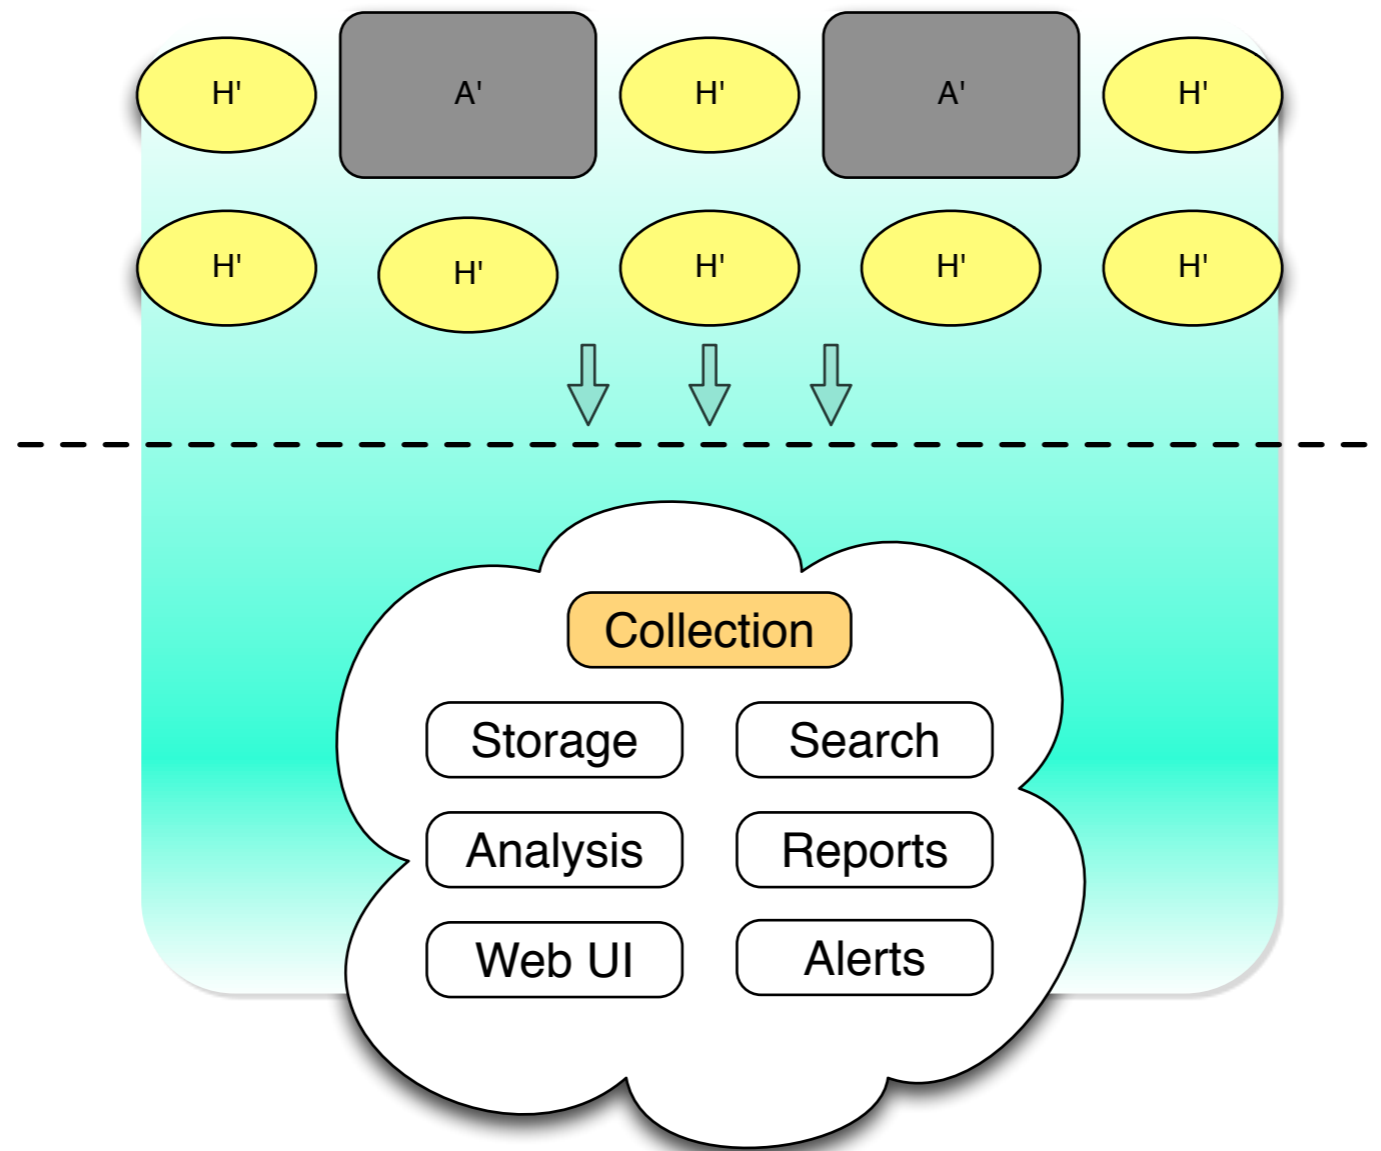 H'
A'
H'
A'
H'
H'
H'
H'
H'
H'
Collection
Storage
Search
Analysis
Reports
Web UI
Alerts